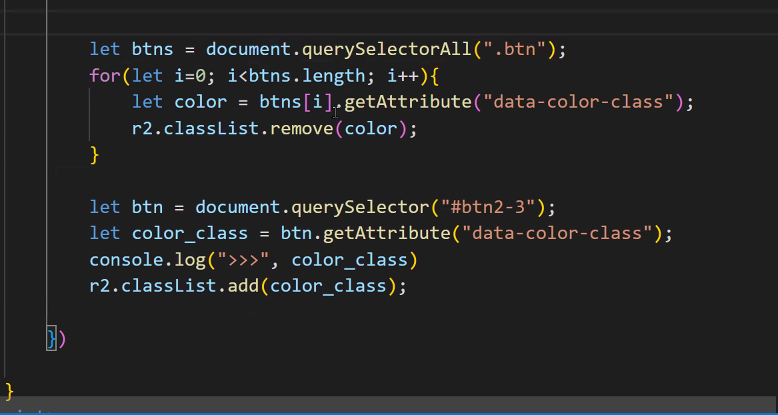 let btns = document.querySelectorAll(".btn");
for(let i=0; i<btns.length; i++){
let color = btns[i].getAttribute("data-color-class");
r2.classList.remove(color);
}
let btn = document.querySelector("#btn2-3");
let color_class = btn.getAttribute("data-color-class");
console.log(">>>", color_class)
r2.classList.add(color_class);
})
}